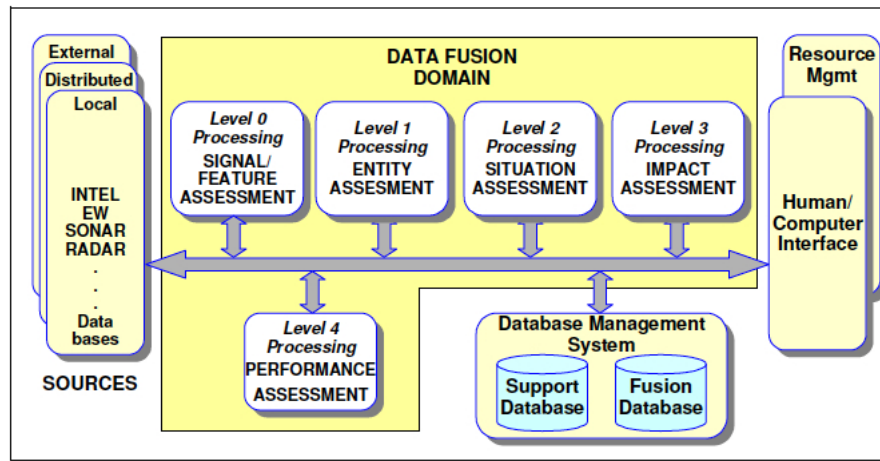 External
Distributed
Local
INTEL
EW
SONAR
RADAR
.
.
.
Data
bases
SOURCES
DATA FUSION
DOMAIN
Level 0
Processing
SIGNAL/
FEATURE
ASSESSMENT
Level 1
Processing
ENTITY
ASSESMENT
Level 2
Processing
SITUATION
ASSESSMENT
Level 3
Processing
IMPACT
ASSESSMENT
Level 4
Processing
PERFORMANCE
ASSESSMENT
Database Management
System
Support
Database
Fusion
Database
Resource
Mgmt
Human/
Computer
Interface